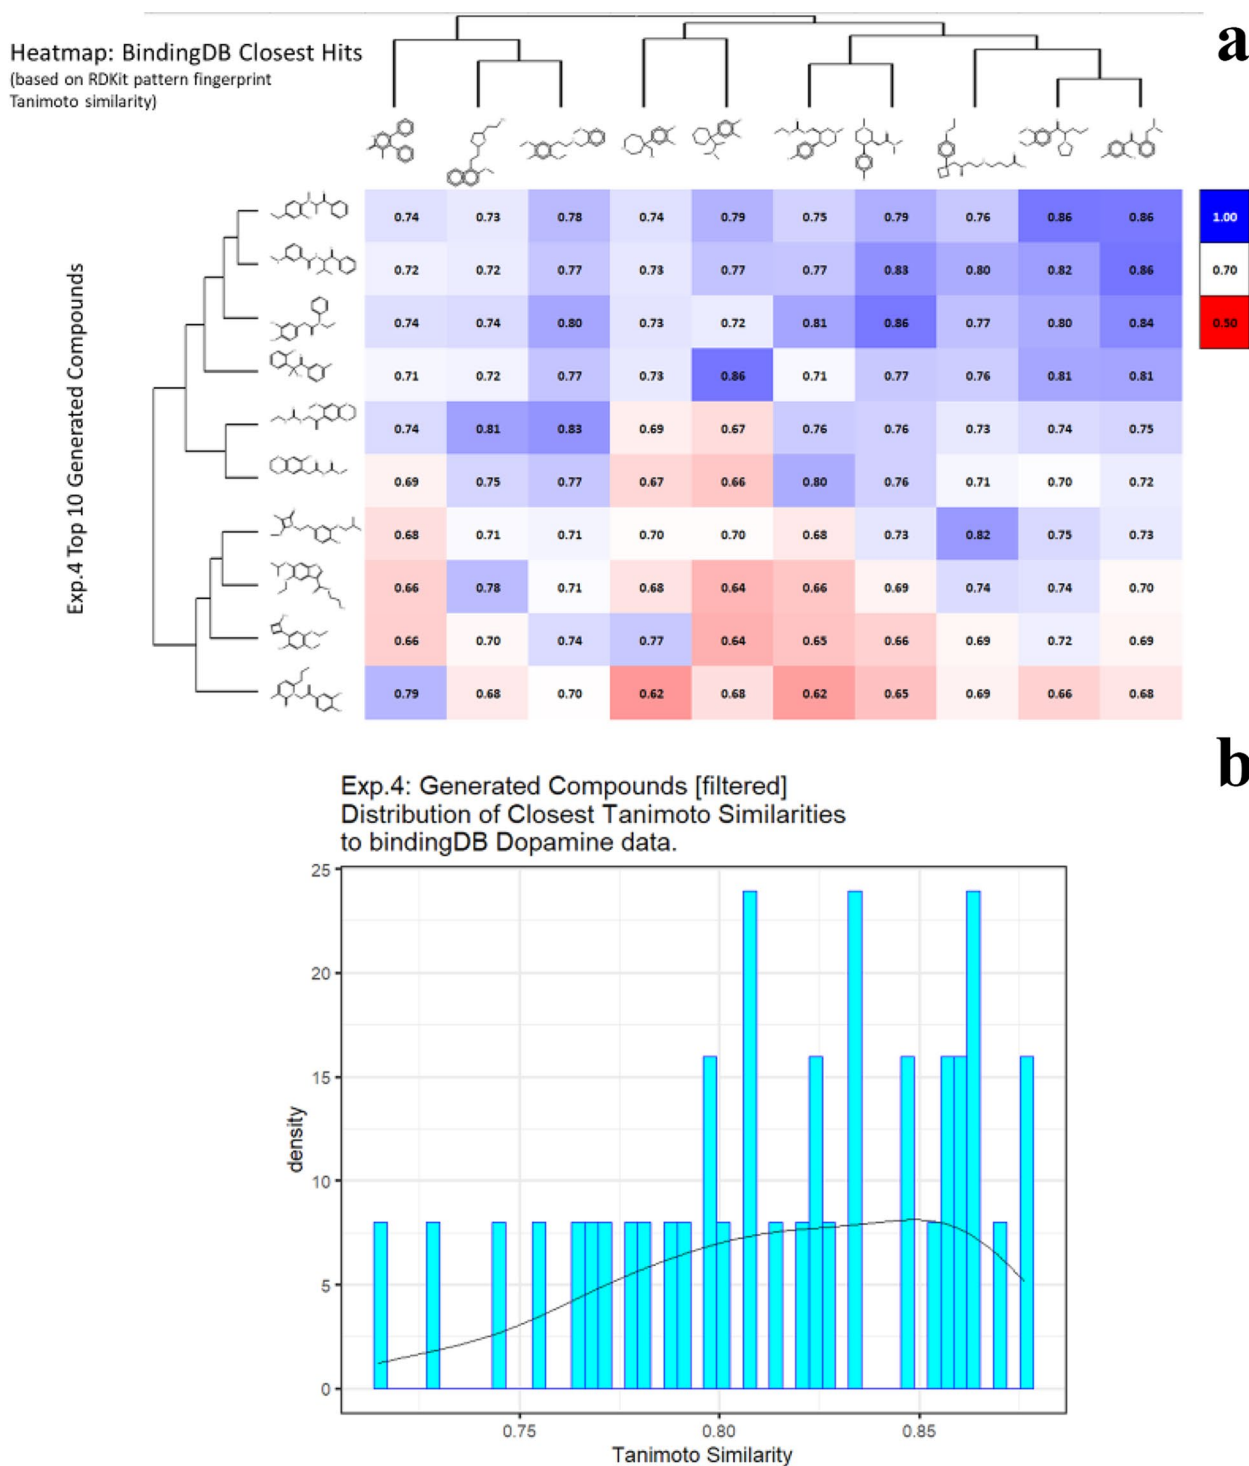 a
Heatmap: BindingDB Closest Hits
(based on RDKit pattern fingerprint
Tanimoto similarity)
Exp.4 Top 10 Generated Compounds
0.74 0.73 0.78 0.74 0.79 0.75 0.79 0.76 0.86 0.86
0.72 0.72 0.77 0.73 0.77 0.77 0.83 0.80 0.82 0.86
0.74 0.74 0.80 0.73 0.72 0.81 0.86 0.77 0.80 0.84
0.71 0.72 0.77 0.73 0.86 0.71 0.77 0.76 0.81 0.81
0.74 0.81 0.83 0.69 0.67 0.76 0.76 0.73 0.74 0.75
0.69 0.75 0.77 0.67 0.66 0.80 0.76 0.71 0.70 0.72
0.68 0.71 0.71 0.70 0.70 0.68 0.73 0.82 0.75 0.73
0.66 0.78 0.71 0.68 0.64 0.66 0.69 0.74 0.74 0.70
0.66 0.70 0.74 0.77 0.64 0.65 0.66 0.69 0.72 0.69
0.79 0.68 0.70 0.62 0.68 0.62 0.65 0.69 0.66 0.68
1.00
0.70
0.50
b
Exp.4: Generated Compounds [filtered]
Distribution of Closest Tanimoto Similarities
to bindingDB Dopamine data.
density
25
20
15
10
5
0
0.75 0.80 0.85
Tanimoto Similarity